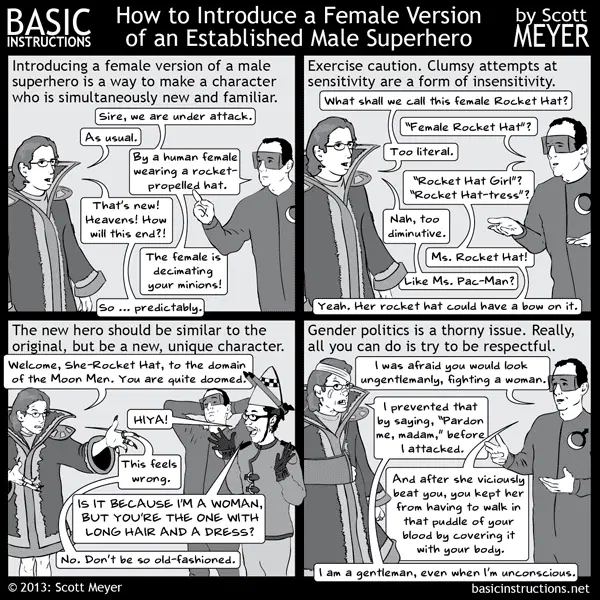 BASIC
INSTRUCTIONS
How to Introduce a Female Version
of an Established Male Superhero
by Scott
MEYER
Introducing a female version of a male
superhero is a way to make a character
who is simultaneously new and familiar.
Sire, we are under attack.
As usual.
By a human female
wearing a rocket-
propelled hat.
That's new!
Heavens! How
will this end?!
The female is
decimating
your minions!
So ... predictably.
Exercise caution. Clumsy attempts at
sensitivity are a form of insensitivity.
What shall we call this female Rocket Hat?
"Female Rocket Hat"?
Too literal.
"Rocket Hat Girl"?
"Rocket Hat-tress"?
Nah, too
diminutive.
Ms. Rocket Hat!
Like Ms. Pac-Man?
Yeah. Her rocket hat could have a bow on it.
The new hero should be similar to the
original, but be a new, unique character.
Welcome, She-Rocket Hat, to the domain
of the Moon Men. You are quite doomed.
HIYA!
This feels
wrong.
IS IT BECAUSE I'M A WOMAN,
BUT YOU'RE THE ONE WITH
LONG HAIR AND A DRESS?
No. Don't be so old-fashioned.
Gender politics is a thorny issue. Really,
all you can do is try to be respectful.
I was afraid you would look
ungentlemanly, fighting a woman.
I prevented that
by saying, "Pardon
me, madam," before
I attacked.
And after she viciously
beat you, you kept her
from having to walk in
that puddle of your
blood by covering it
with your body.
I am a gentleman, even when I'm unconscious.
© 2013: Scott Meyer
basicinstructions.net